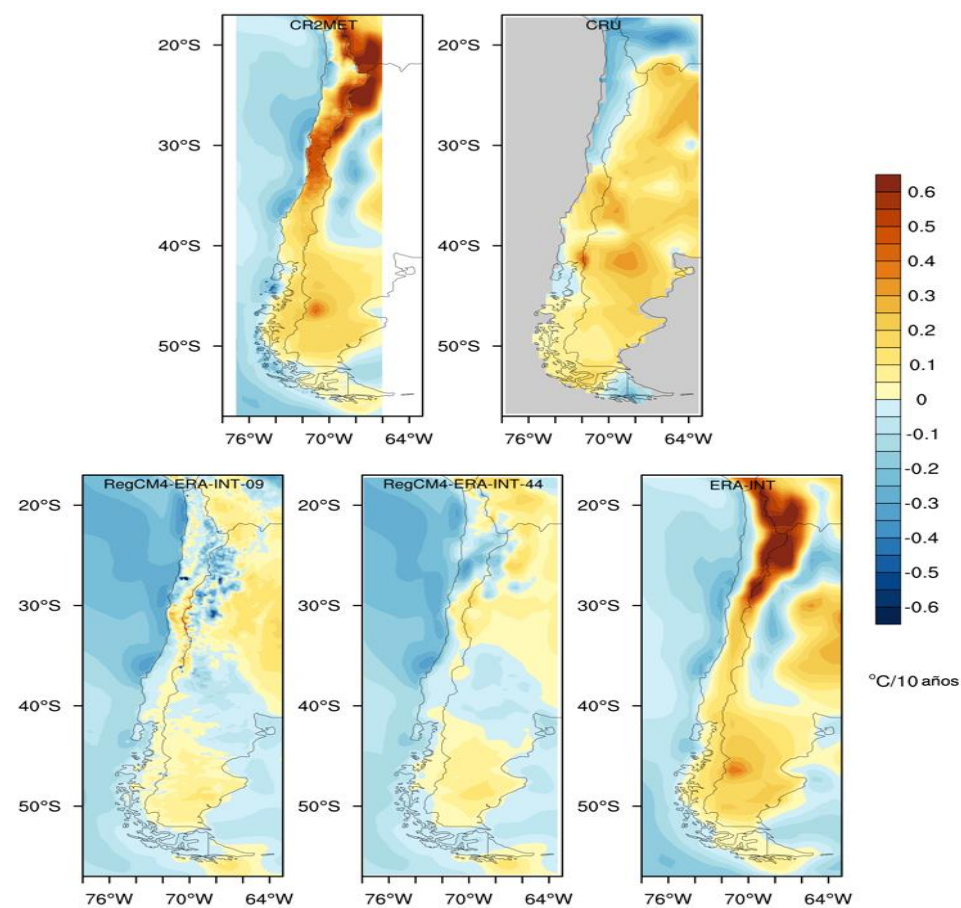 CR2MET
CRU
20°S
30°S
40°S
50°S
76°W 70°W 64°W
20°S
30°S
40°S
50°S
76°W 70°W 64°W
0.6
0.5
0.4
0.3
0.2
0.1
0
-0.1
-0.2
-0.3
-0.4
-0.5
-0.6
°C/10 años
RegCM4-ERA-INT-09
RegCM4-ERA-INT-44
ERA-INT
20°S
30°S
40°S
50°S
76°W 70°W 64°W
20°S
30°S
40°S
50°S
76°W 70°W 64°W
20°S
30°S
40°S
50°S
76°W 70°W 64°W